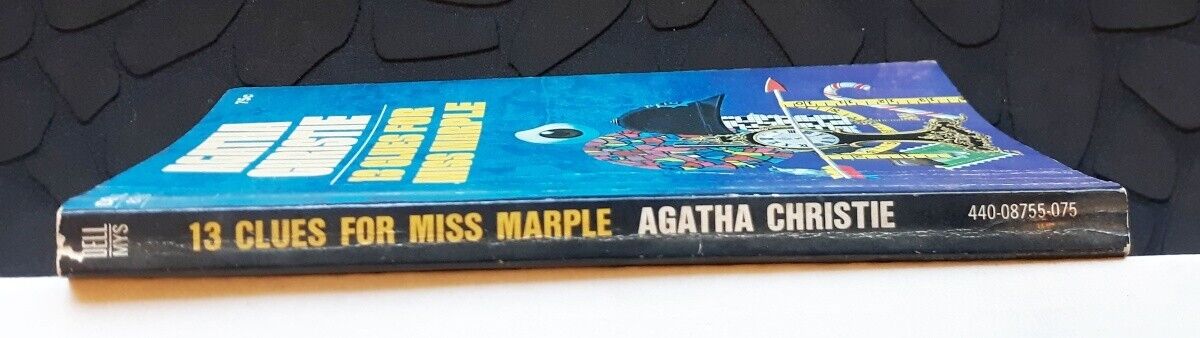 75c
AGATHA
CHRISTIE
13 CLUES FOR
MISS MARPLE
DELL
MYS
13 CLUES FOR MISS MARPLE AGATHA CHRISTIE 440-08755-075